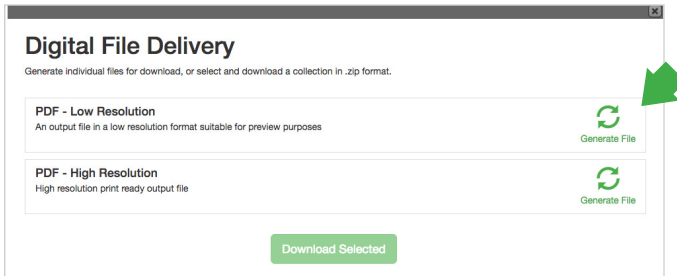 Digital File Delivery
Generate individual files for download, or select and download a collection in .zip format.
PDF - Low Resolution
An output file in a low resolution format suitable for preview purposes
Generate File
PDF - High Resolution
High resolution print ready output file
Generate File
Download Selected